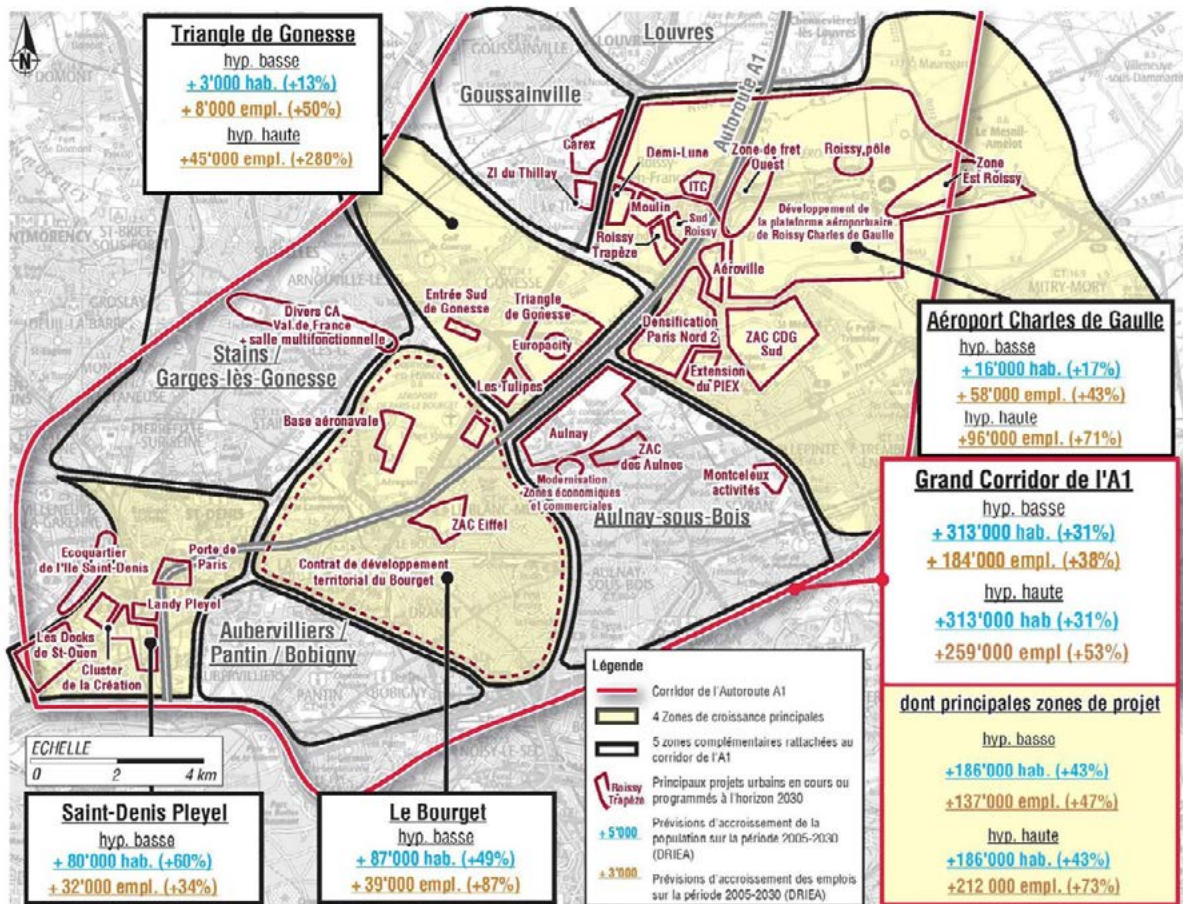 Triangle de Gonesse
hyp. basse
+ 3'000 hab. (+13%)
+ 8'000 empl. (+50%)
hyp. haute
+45'000 empl. (+280%)
N
Louvres
Goussainville
Autoroute A1
Carex
ZI du Thillay
Demi-Lune
Zone de fret
Ouest
Roissy pôle
Zone
Est Roissy
ITC
Moulin
Sud
Roissy
Roissy
Trapèze
Développement de
la plateforme aéroportuaire
de Roissy Charles de Gaulle
Aéroville
Entrée Sud
de Gonesse
Triangle
de Gonesse
Europacity
Densification
Paris Nord 2
ZAC CDG
Sud
Extension
du PIEX
Les Tulipes
Divers CA
Val de France
+ salle multifonctionnelle
Stains /
Garges-lès-Gonesse
Base aéronavale
Aulnay
ZAC
des Aulnes
Modernisation
Zones économiques
et commerciales
Montceleux
activités
Aulnay-sous-Bois
ZAC Eiffel
Contrat de développement
territorial du Bourget
Ecoquartier
de l'Ile Saint-Denis
Porte de
Paris
Landy Pleyel
Les Docks
de St-Ouen
Cluster
de la Création
Aubervilliers /
Pantin / Bobigny
Aéroport Charles de Gaulle
hyp. basse
+ 16'000 hab. (+17%)
+ 58'000 empl. (+43%)
hyp. haute
+96'000 empl. (+71%)
Grand Corridor de l'A1
hyp. basse
+ 313'000 hab. (+31%)
+ 184'000 empl. (+38%)
hyp. haute
+313'000 hab (+31%)
+259'000 empl (+53%)
dont principales zones de projet
hyp. basse
+186'000 hab. (+43%)
+137'000 empl. (+47%)
hyp. haute
+186'000 hab. (+43%)
+212 000 empl. (+73%)
ECHELLE
0 2 4 km
Saint-Denis Pleyel
hyp. basse
+ 80'000 hab. (+60%)
+ 32'000 empl. (+34%)
Le Bourget
hyp. basse
+ 87'000 hab. (+49%)
+ 39'000 empl. (+87%)
Légende
Corridor de l'Autoroute A1
4 Zones de croissance principales
5 zones complémentaires rattachées au
corridor de l'A1
Roissy
Trapèze
Principaux projets urbains en cours ou
programmés à l'horizon 2030
+ 5'000
Prévisions d'accroissement de la
population sur la période 2005-2030
(DRIEA)
+ 3'000
Prévisions d'accroissement des emplois
sur la période 2005-2030 (DRIEA)